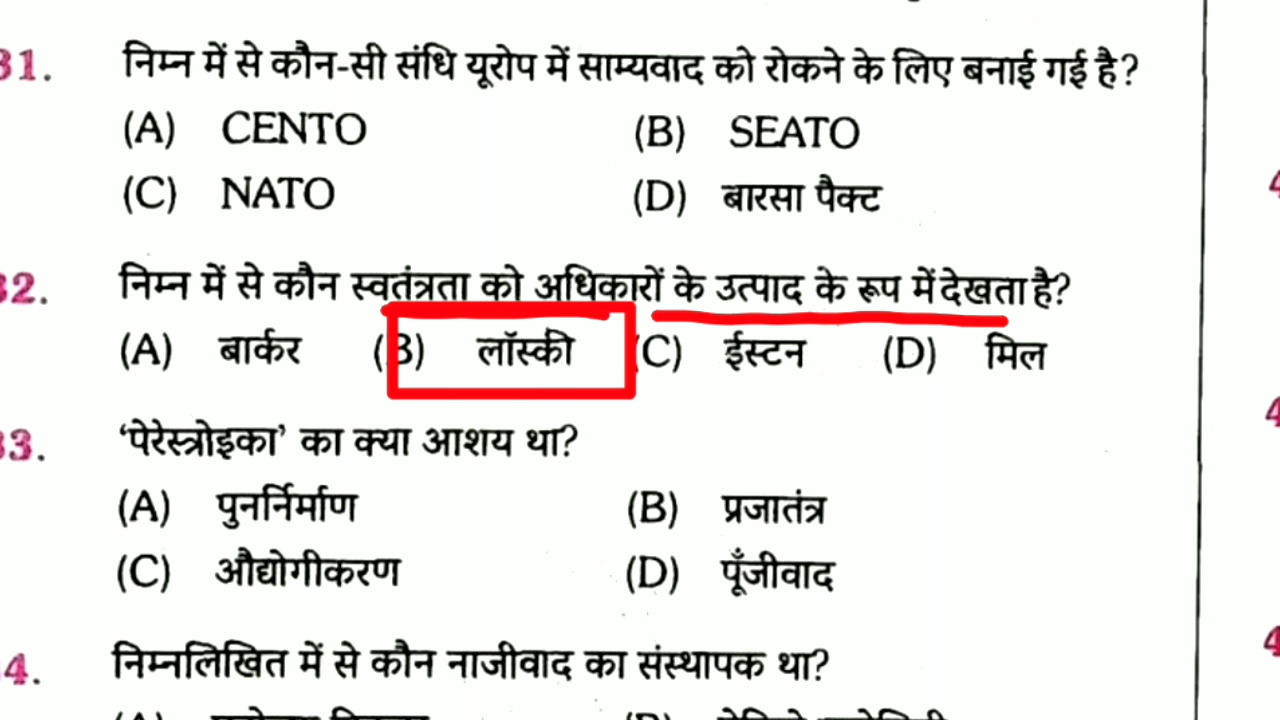 31. निम्न में से कौन-सी संधि यूरोप में साम्यवाद को रोकने के लिए बनाई गई है?
(A) CENTO (B) SEATO
(C) NATO (D) बारसा पैक्ट
32. निम्न में से कौन स्वतंत्रता को अधिकारों के उत्पाद के रूप में देखता है?
(A) बार्कर (B) लॉस्की (C) ईस्टन (D) मिल
33. ‘पेरेस्त्रोइका’ का क्या आशय था?
(A) पुनर्निर्माण (B) प्रजातंत्र
(C) औद्योगीकरण (D) पूँजीवाद
4. निम्नलिखित में से कौन नाजीवाद का संस्थापक था?